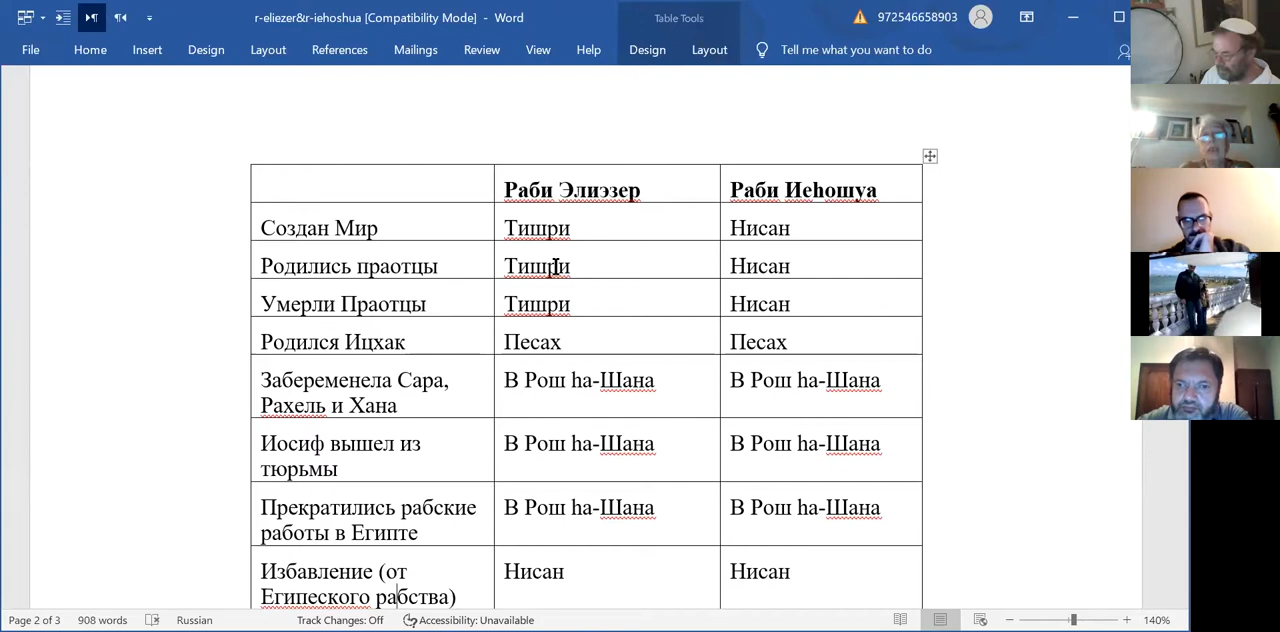 r-eliezer&r-iehoshua [Compatibility Mode] - Word
Table Tools
972546658903
File Home Insert Design Layout References Mailings Review View Help Design Layout Tell me what you want to do
Раби Элиэзер Раби Иеhошуа
Создан Мир Тишри Нисан
Родились праотцы Тишри Нисан
Умерли Праотцы Тишри Нисан
Родился Ицхак Песах Песах
Забеременела Сара, В Рош hа-Шана В Рош hа-Шана
Рахель и Хана
Иосиф вышел из В Рош hа-Шана В Рош hа-Шана
тюрьмы
Прекратились рабские В Рош hа-Шана В Рош hа-Шана
работы в Египте
Избавление (от Нисан Нисан
Египеского рабства)
Page 2 of 3 908 words Russian Track Changes: Off Accessibility: Unavailable 140%